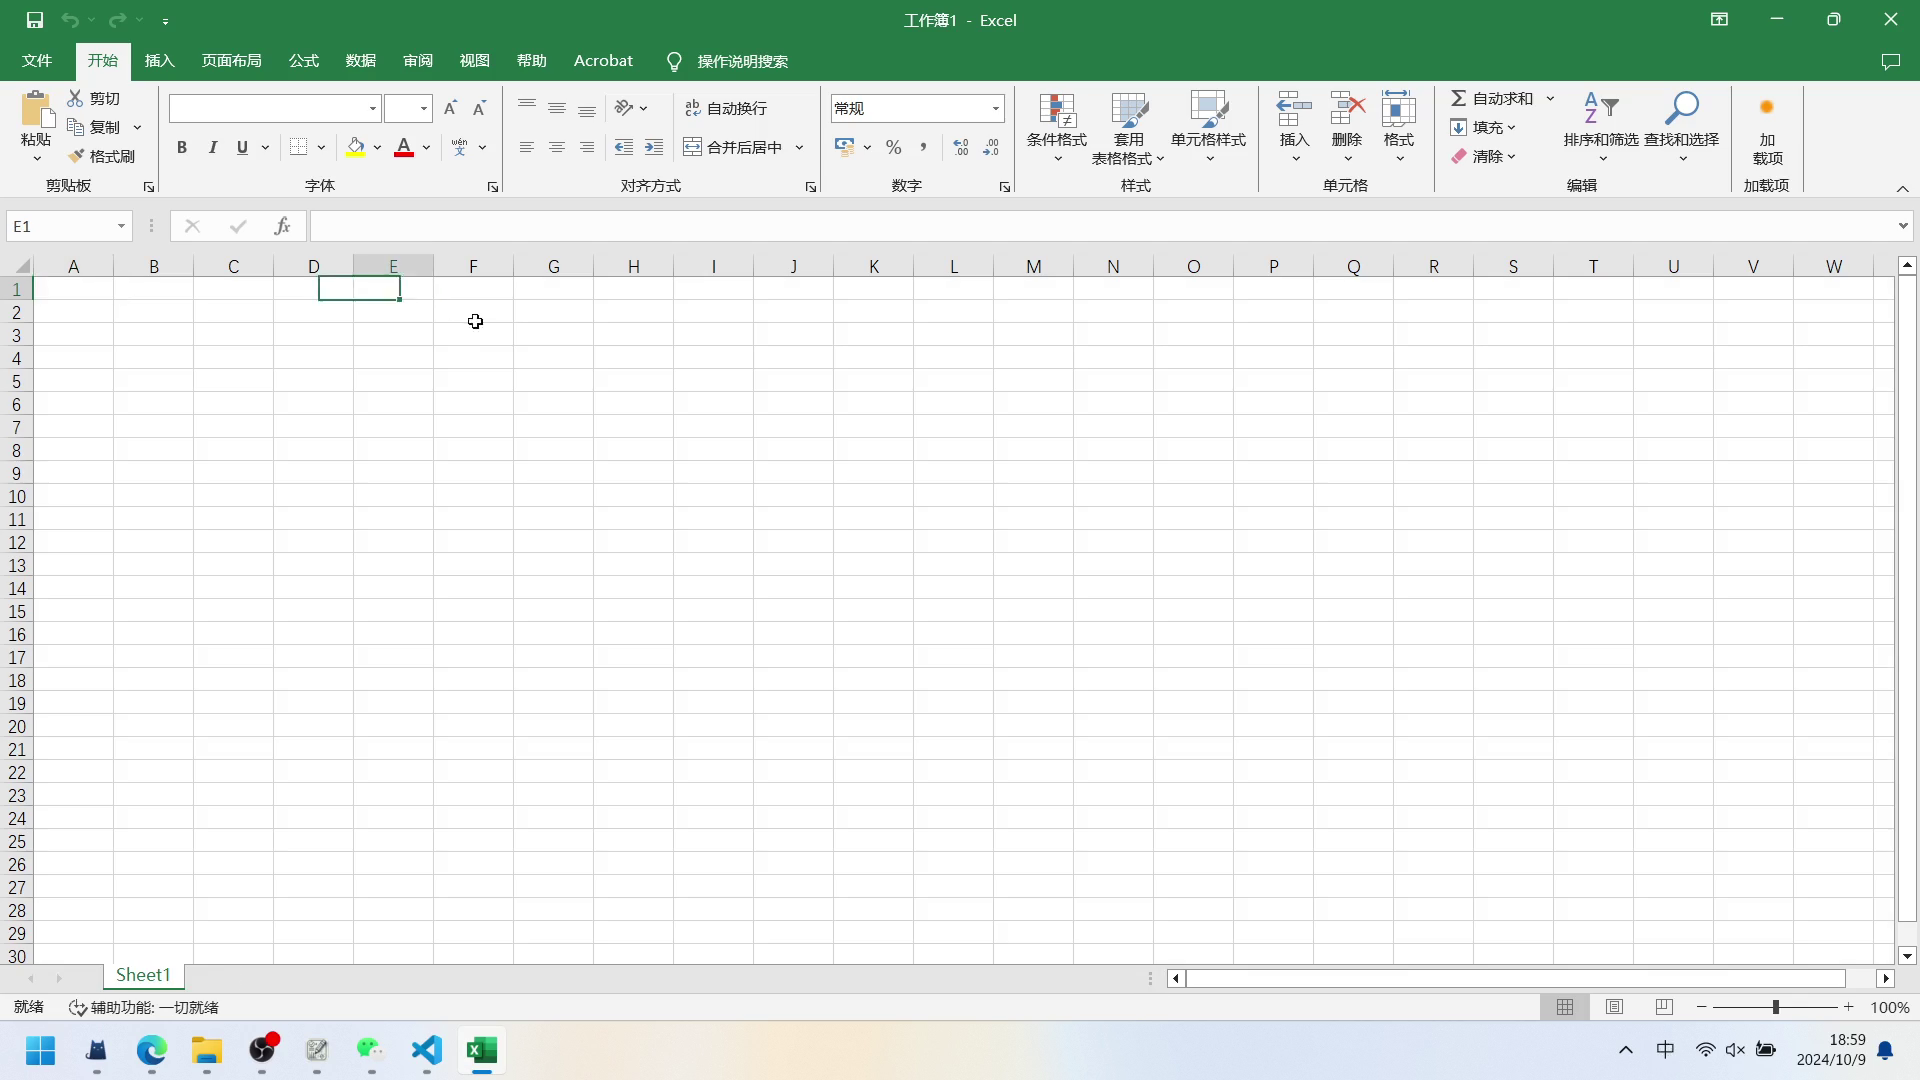 工作簿1 - Excel
文件 开始 插入 页面布局 公式 数据 审阅 视图 帮助 Acrobat 操作说明搜索
粘贴 剪切 复制 格式刷 剪贴板
B I U A wén 文 字体
ab 自动换行 合并后居中 对齐方式
常规 % 数字
条件格式 套用 表格格式 单元格样式 样式
插入 删除 格式 单元格
自动求和 填充 清除 排序和筛选 查找和选择 编辑
加 载项 加载项
E1 fx
A B C D E F G H I J K L M N O P Q R S T U V W
1
2
3
4
5
6
7
8
9
10
11
12
13
14
15
16
17
18
19
20
21
22
23
24
25
26
27
28
29
30
Sheet1
就绪 辅助功能: 一切就绪 100%
中 18:59
2024/10/9